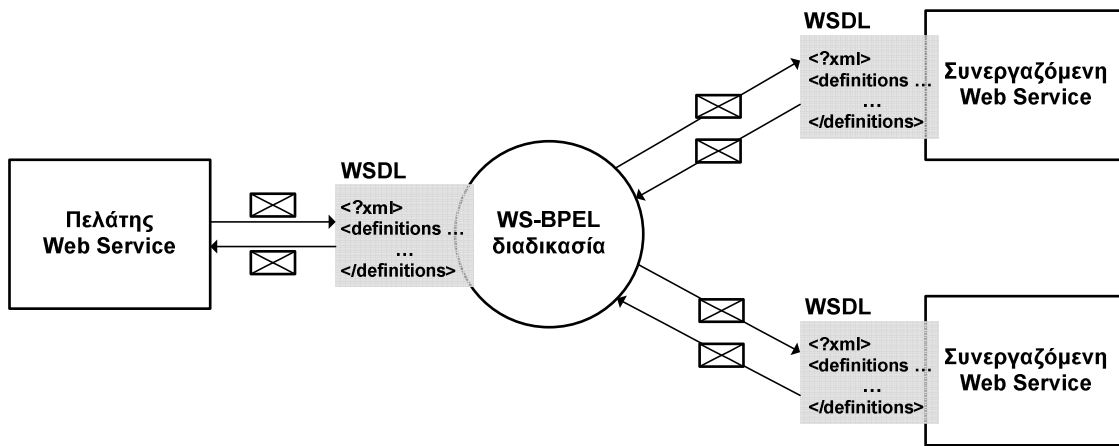 WSDL
<?xml>
<definitions …
…
</definitions>
Συνεργαζόμενη
Web Service
Πελάτης
Web Service
WSDL
<?xml>
<definitions …
…
</definitions>
WS-BPEL
διαδικασία
WSDL
<?xml>
<definitions …
…
</definitions>
Συνεργαζόμενη
Web Service